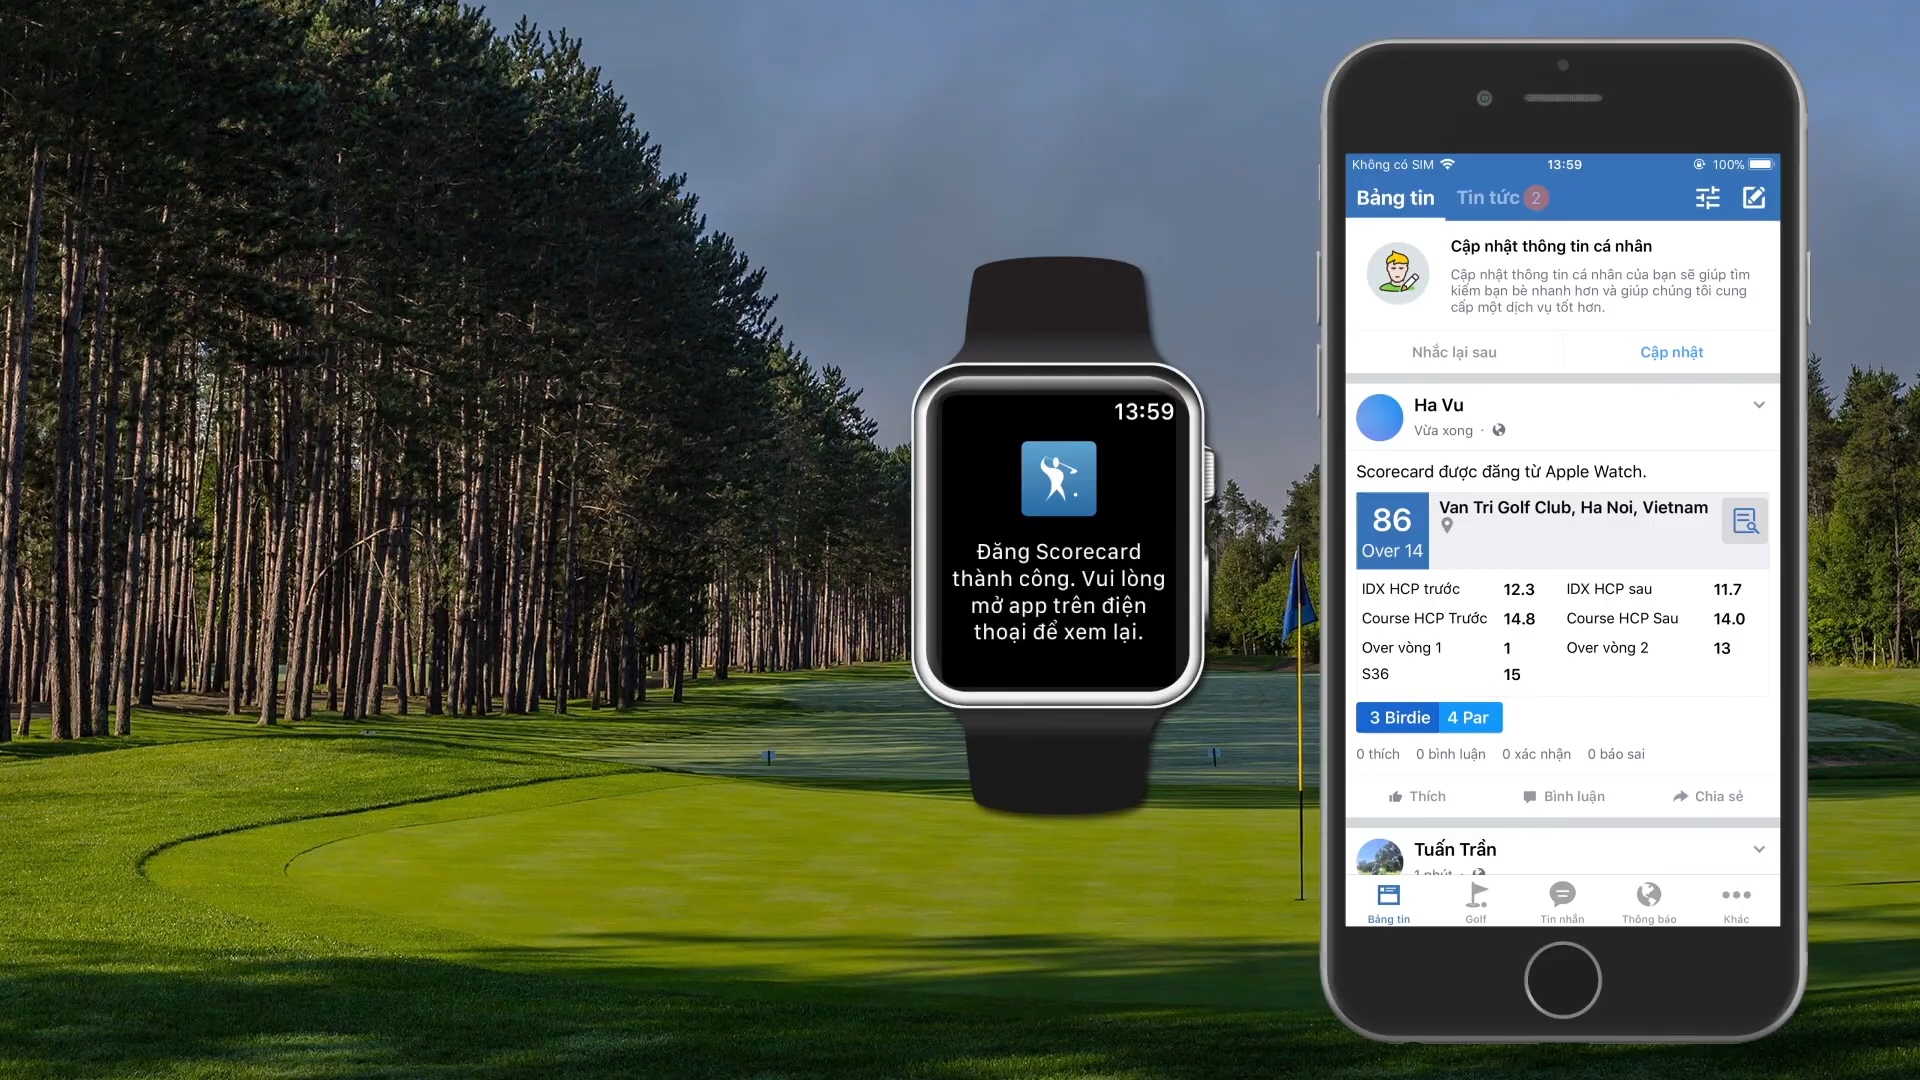 13:59
Đăng Scorecard
thành công. Vui lòng
mở app trên điện
thoại để xem lại.
Không có SIM 13:59 100%
Bảng tin Tin tức 2
Cập nhật thông tin cá nhân
Cập nhật thông tin cá nhân của bạn sẽ giúp tìm
kiếm bạn bè nhanh hơn và giúp chúng tôi cung
cấp một dịch vụ tốt hơn.
Nhắc lại sau Cập nhật
Ha Vu
Vừa xong ·
Scorecard được đăng từ Apple Watch.
86 Van Tri Golf Club, Ha Noi, Vietnam
Over 14
IDX HCP trước 12.3 IDX HCP sau 11.7
Course HCP Trước 14.8 Course HCP Sau 14.0
Over vòng 1 1 Over vòng 2 13
S36 15
3 Birdie 4 Par
0 thích 0 bình luận 0 xác nhận 0 báo sai
Thích Bình luận Chia sẻ
Tuấn Trần
1 phút ·
Bảng tin Golf Tin nhắn Thông báo Khác